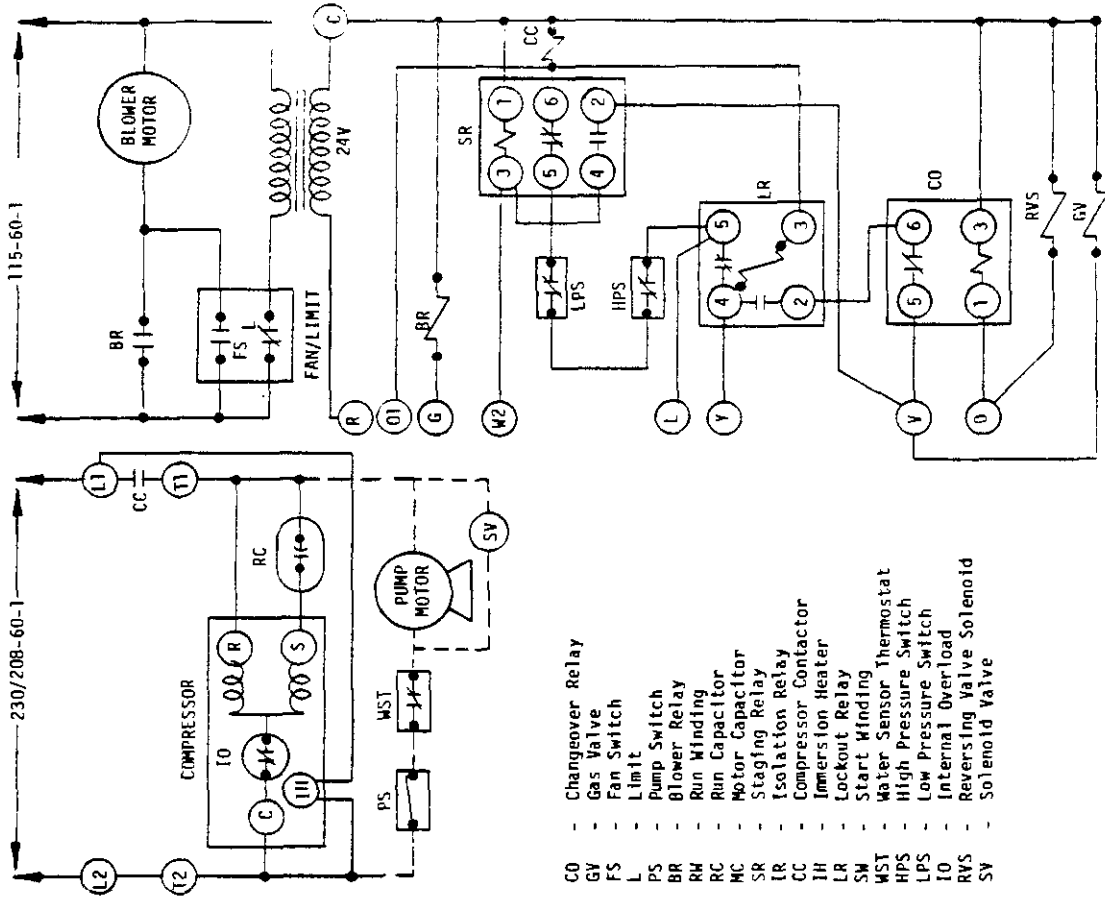 230/208-60-1
L2
T2
L1
CC
T1
COMPRESSOR
IO
C
IH
R
S
RC
PS
WST
PUMP MOTOR
SV
115-60-1
BLOWER
MOTOR
BR
FS
L
FAN/LIMIT
24V
C
R
O1
G
BR
W2
SR
CC
3
1
5
6
4
2
LPS
HPS
L
Y
LR
5
4
3
2
CO
6
5
3
1
V
O
RVS
GV
CO - Changeover Relay
GV - Gas Valve
FS - Fan Switch
L - Limit
PS - Pump Switch
BR - Blower Relay
RW - Run Winding
RC - Run Capacitor
MC - Motor Capacitor
SR - Staging Relay
IR - Isolation Relay
CC - Compressor Contactor
IH - Immersion Heater
LR - Lockout Relay
SW - Start Winding
WST - Water Sensor Thermostat
HPS - High Pressure Switch
LPS - Low Pressure Switch
IO - Internal Overload
RVS - Reversing Valve Solenoid
SV - Solenoid Valve